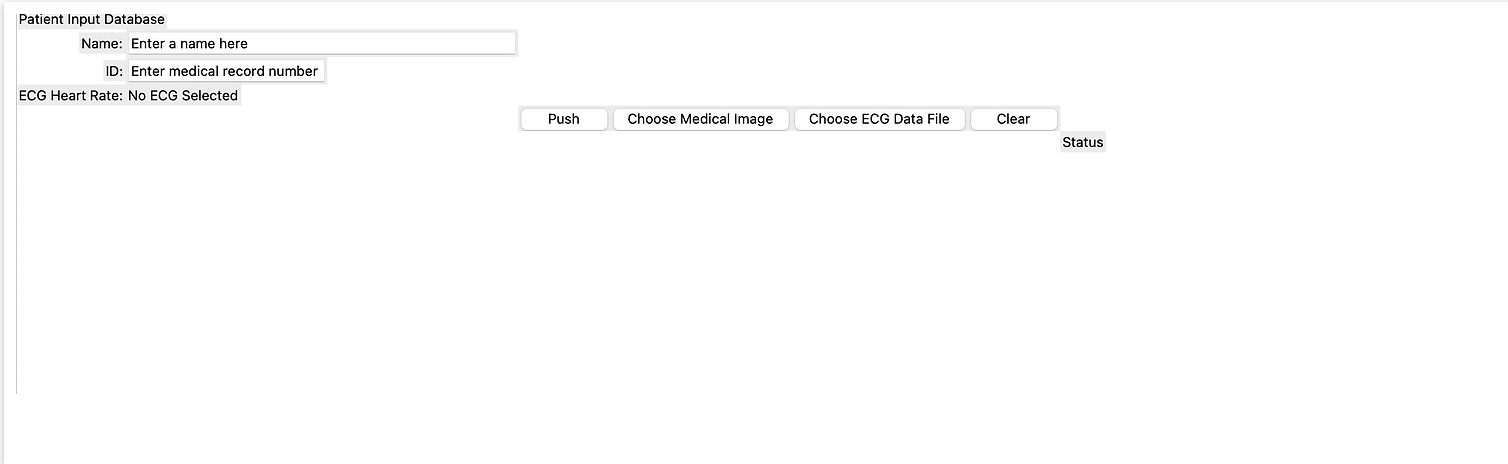 Patient Input Database
Name: Enter a name here
ID: Enter medical record number
ECG Heart Rate: No ECG Selected
Push Choose Medical Image Choose ECG Data File Clear
Status